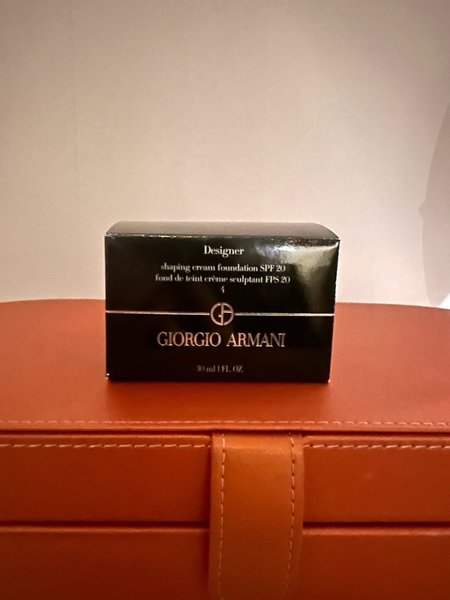 Designer
shaping cream foundation SPF 20
fond de teint crème sculptant FPS 20
4
GIORGIO ARMANI
30 ml 1 FL. OZ